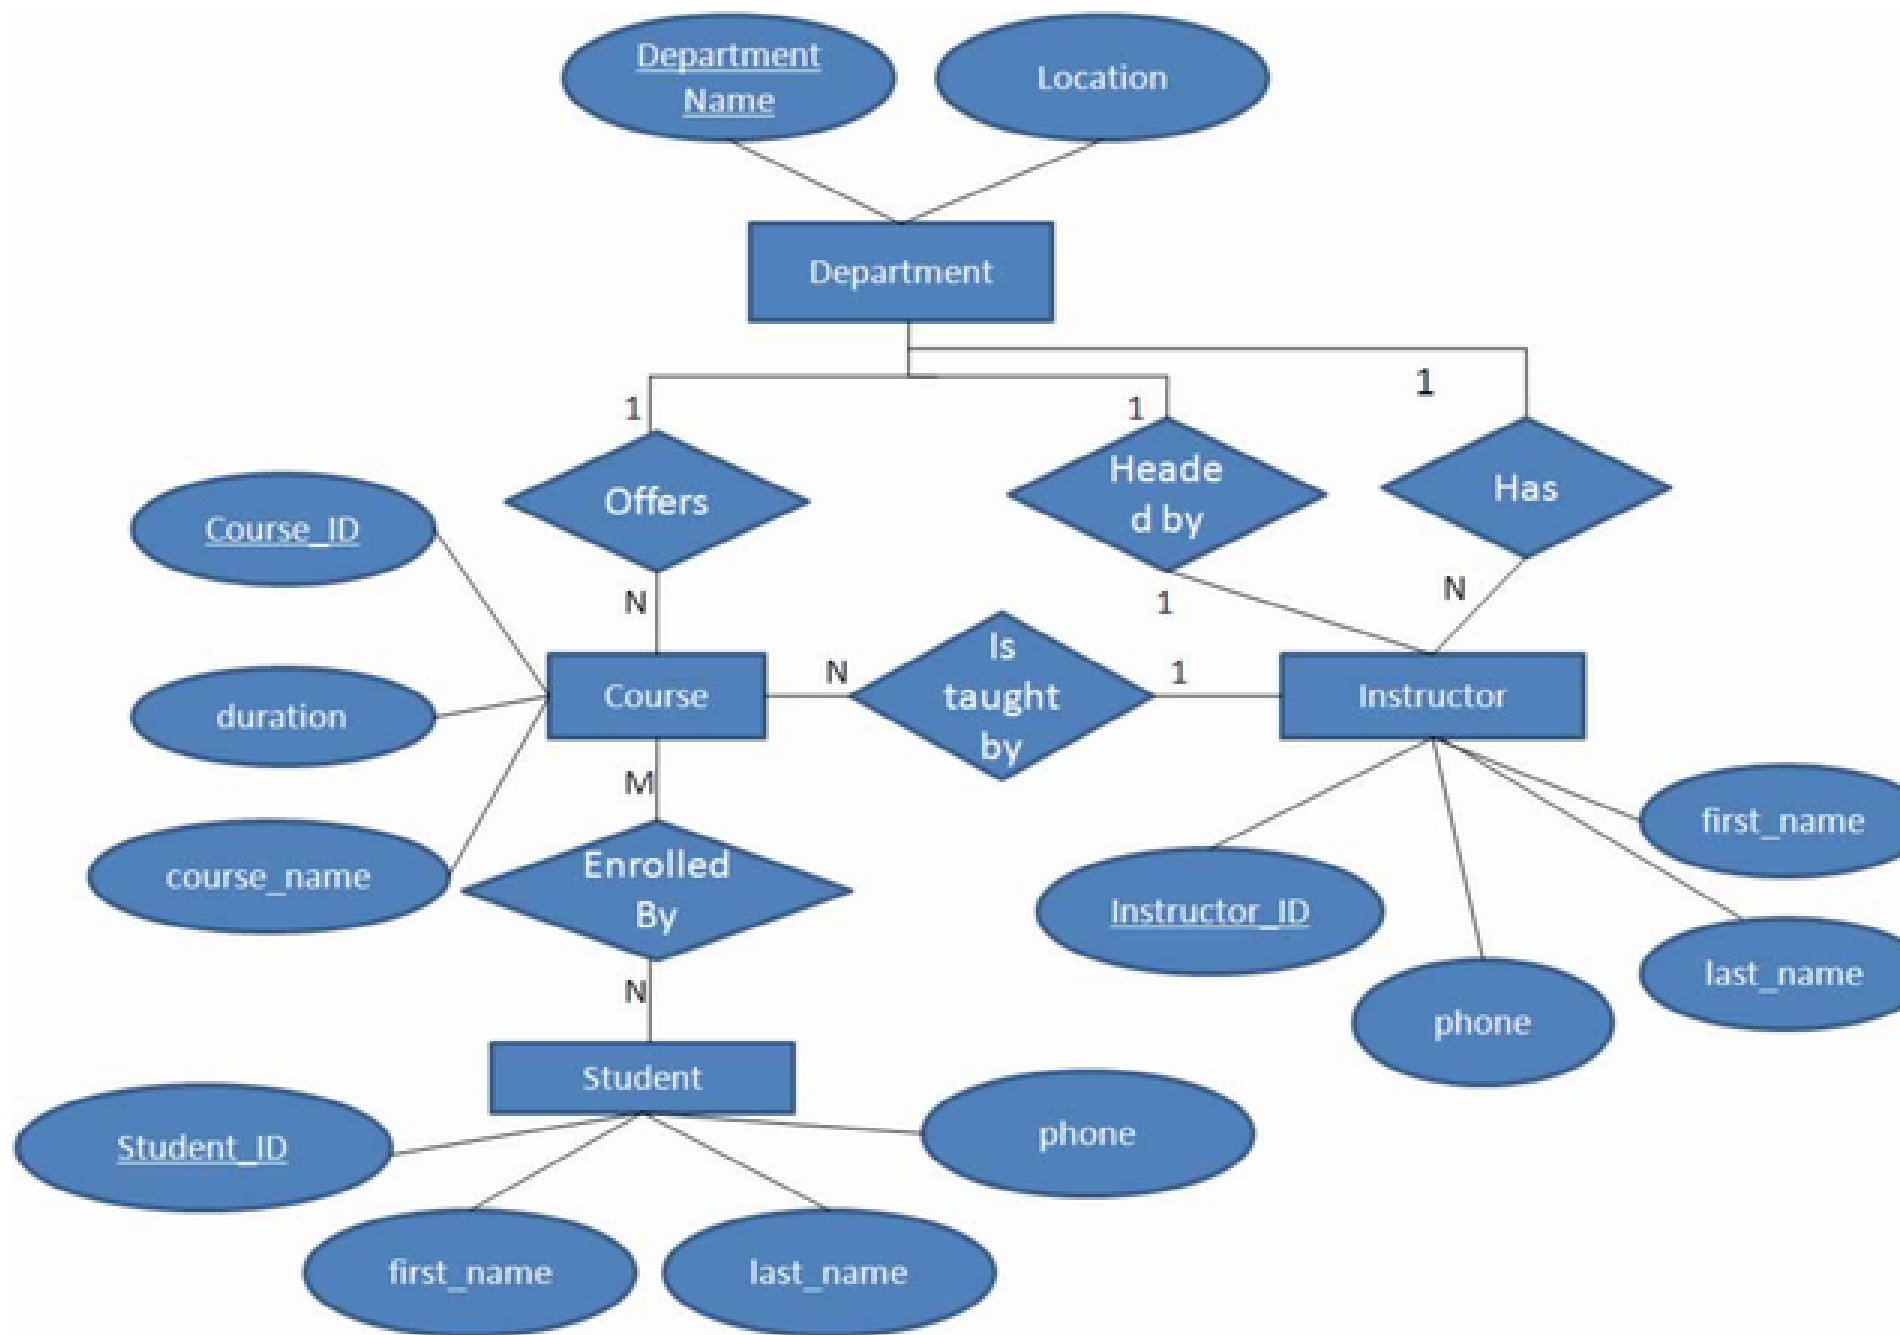 Department
Name
Location
Department
1
1
1
Offers
Heade
d by
Has
Course_ID
N
1
N
duration
Course
N
Is
taught
by
1
Instructor
M
course_name
Enrolled
By
Instructor_ID
first_name
last_name
phone
N
Student
Student_ID
phone
first_name
last_name